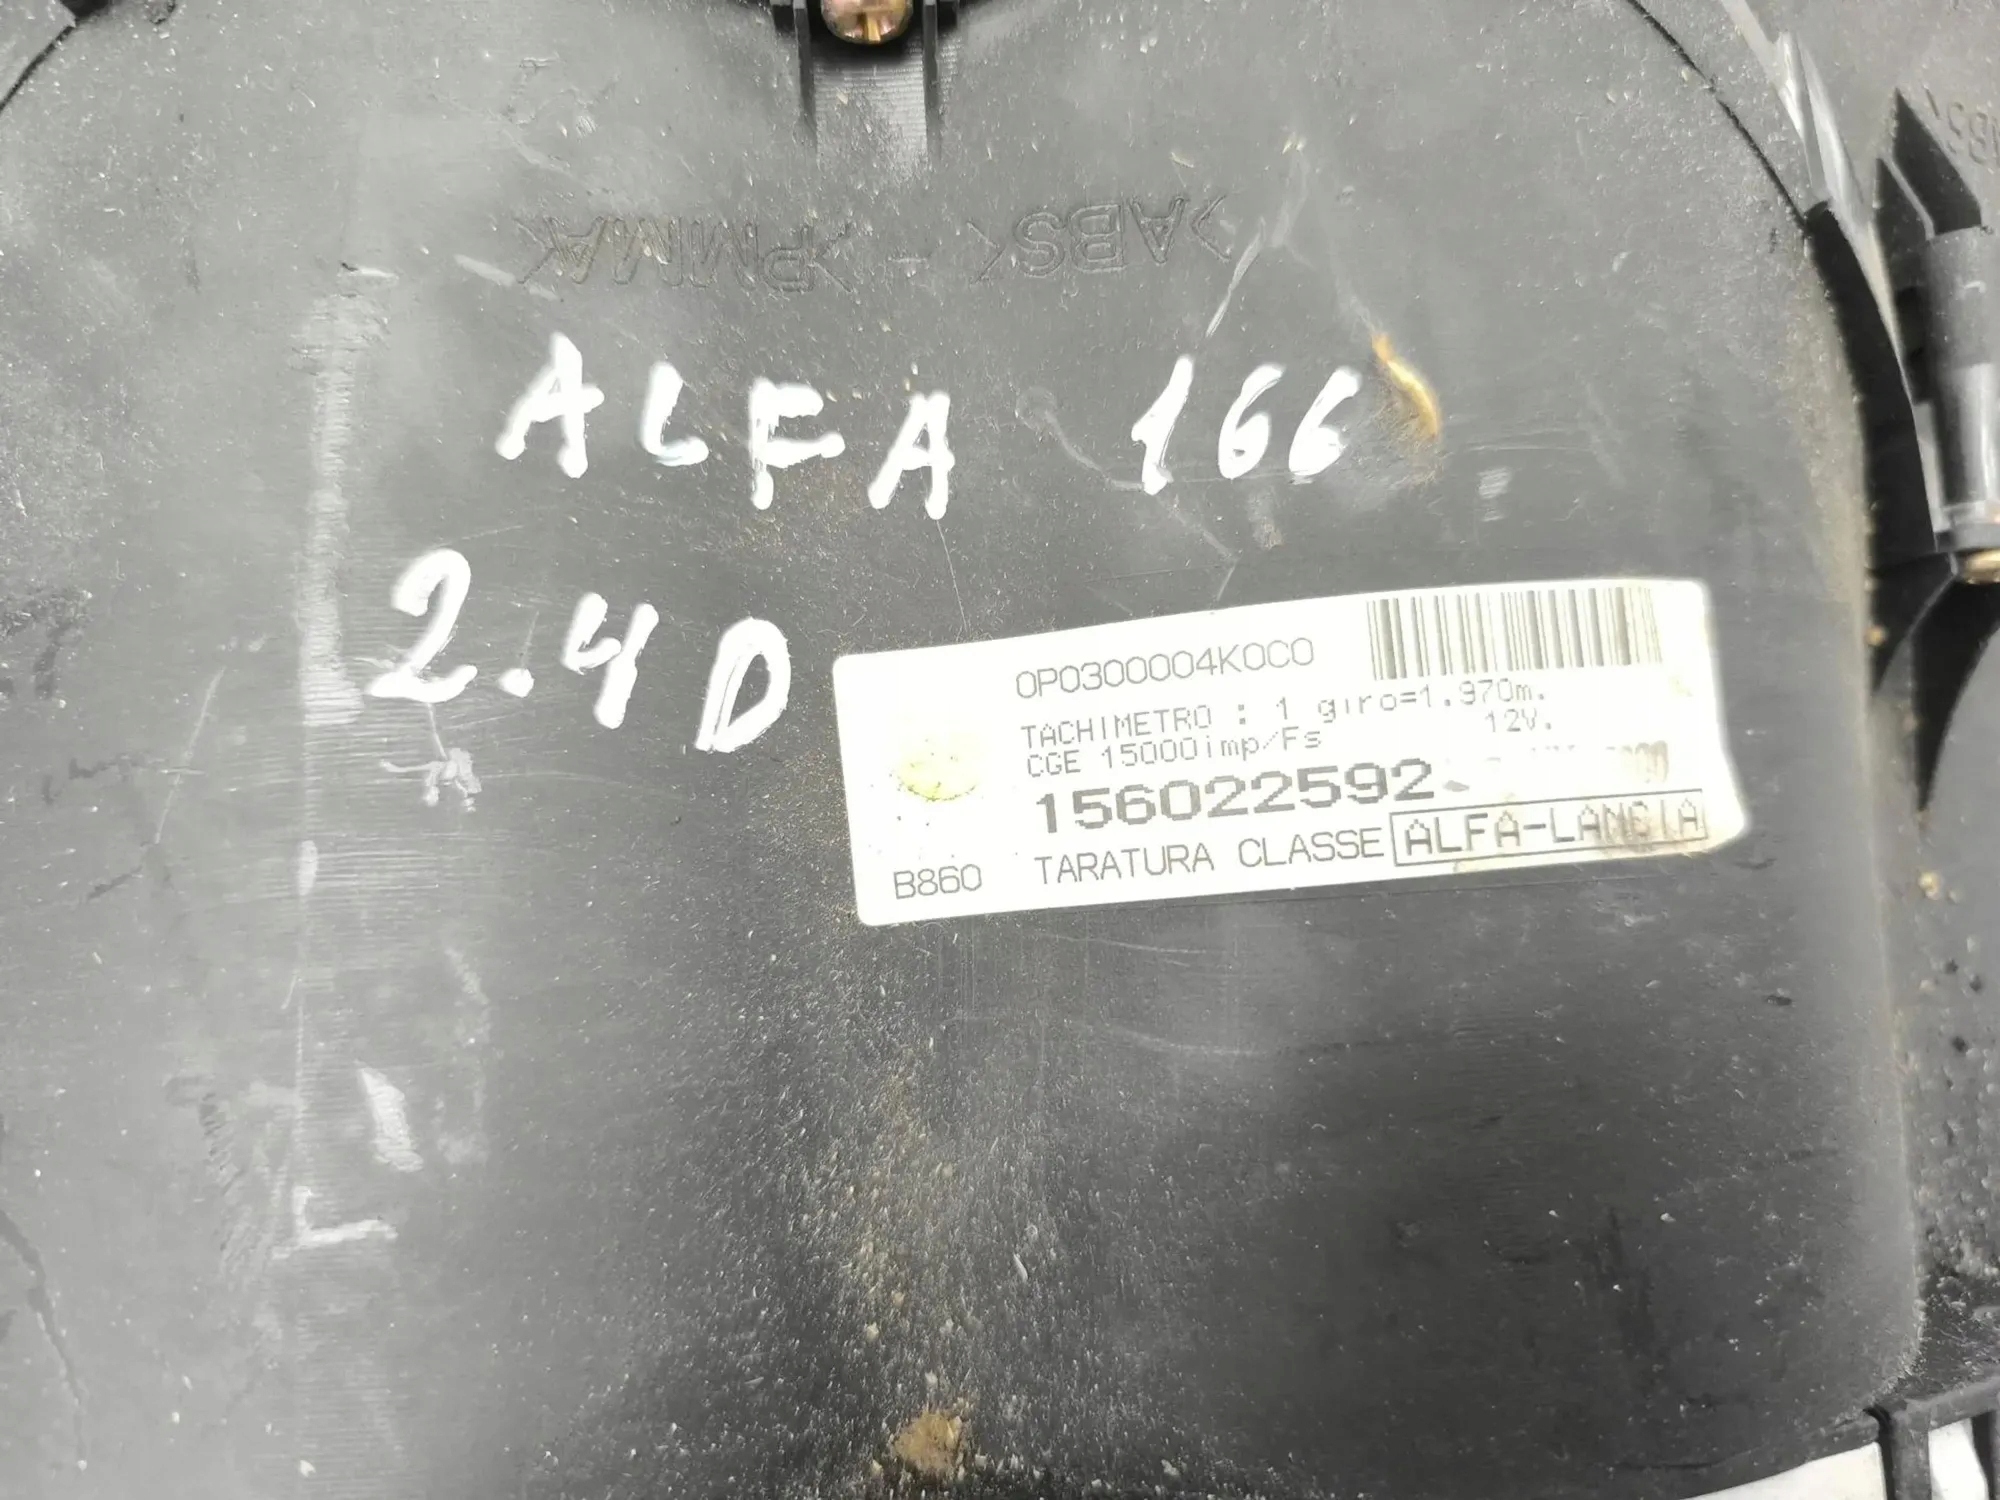 >ABS< - >PMMA<
ALFA 166
2.4D
0P0300004K0C0
TACHIMETRO : 1 giro=1.970m.
CGE 15000imp/Fs 12V.
156022592
B860 TARATURA CLASSE ALFA-LANCIA